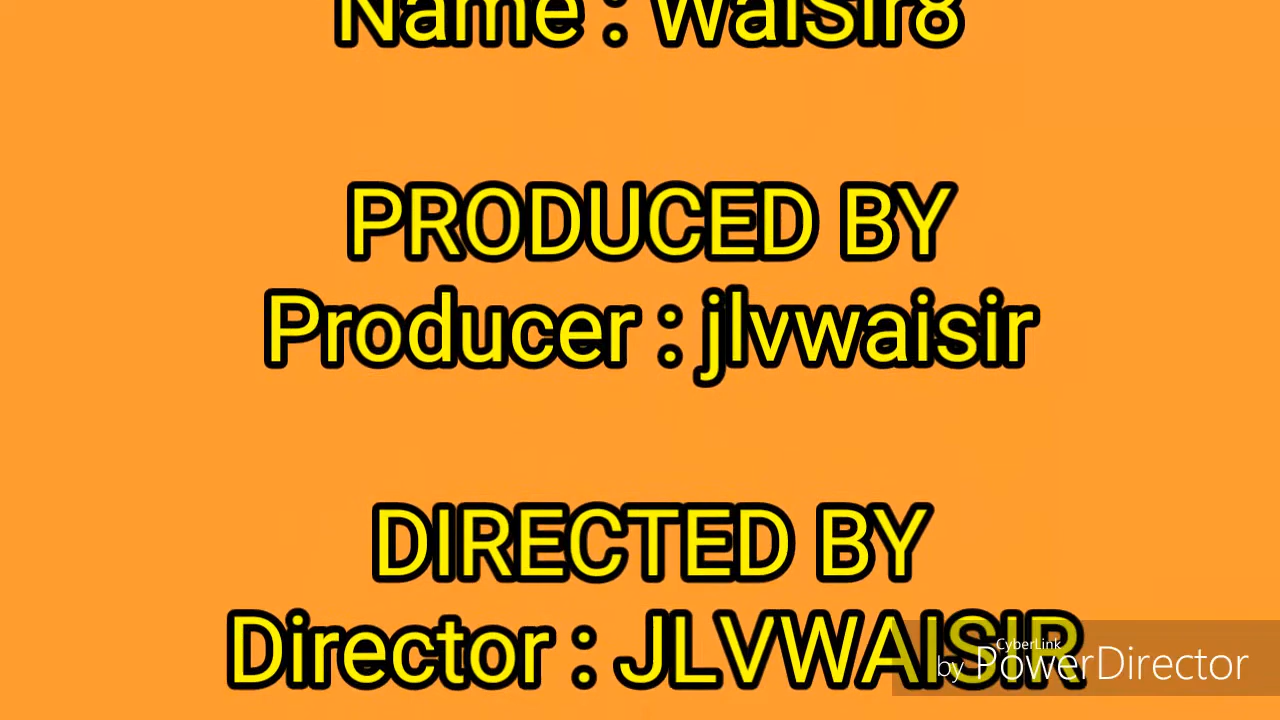 Name : WaiSir8
PRODUCED BY
Producer : jlvwaisir
DIRECTED BY
Director : JLVWAISIR
CyberLink
by PowerDirector